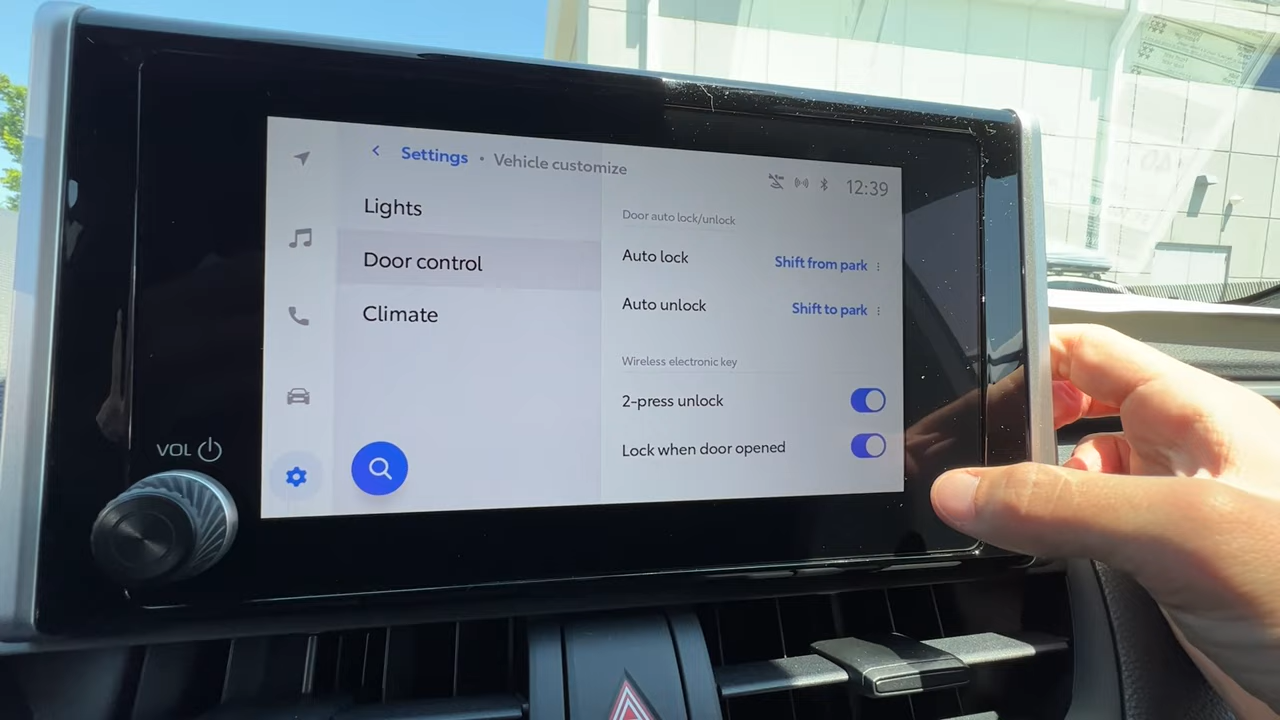 Settings • Vehicle customize
12:39
Lights
Door control
Climate
Door auto lock/unlock
Auto lock Shift from park
Auto unlock Shift to park
Wireless electronic key
2-press unlock
Lock when door opened
VOL